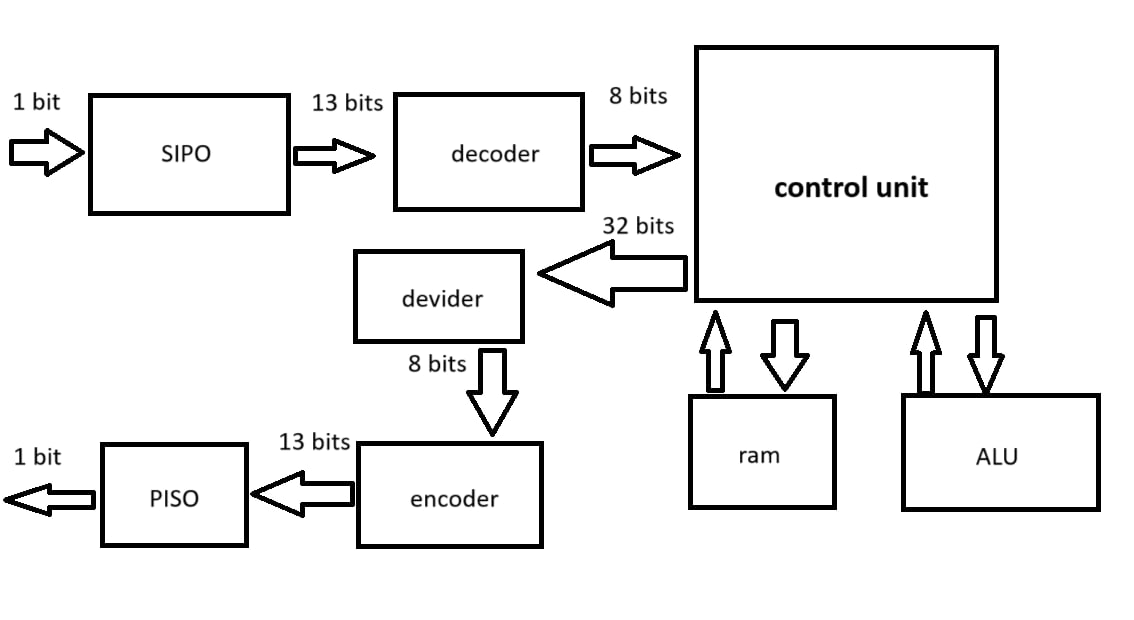 1 bit
SIPO
13 bits
decoder
8 bits
control unit
32 bits
devider
8 bits
encoder
13 bits
PISO
1 bit
ram
ALU